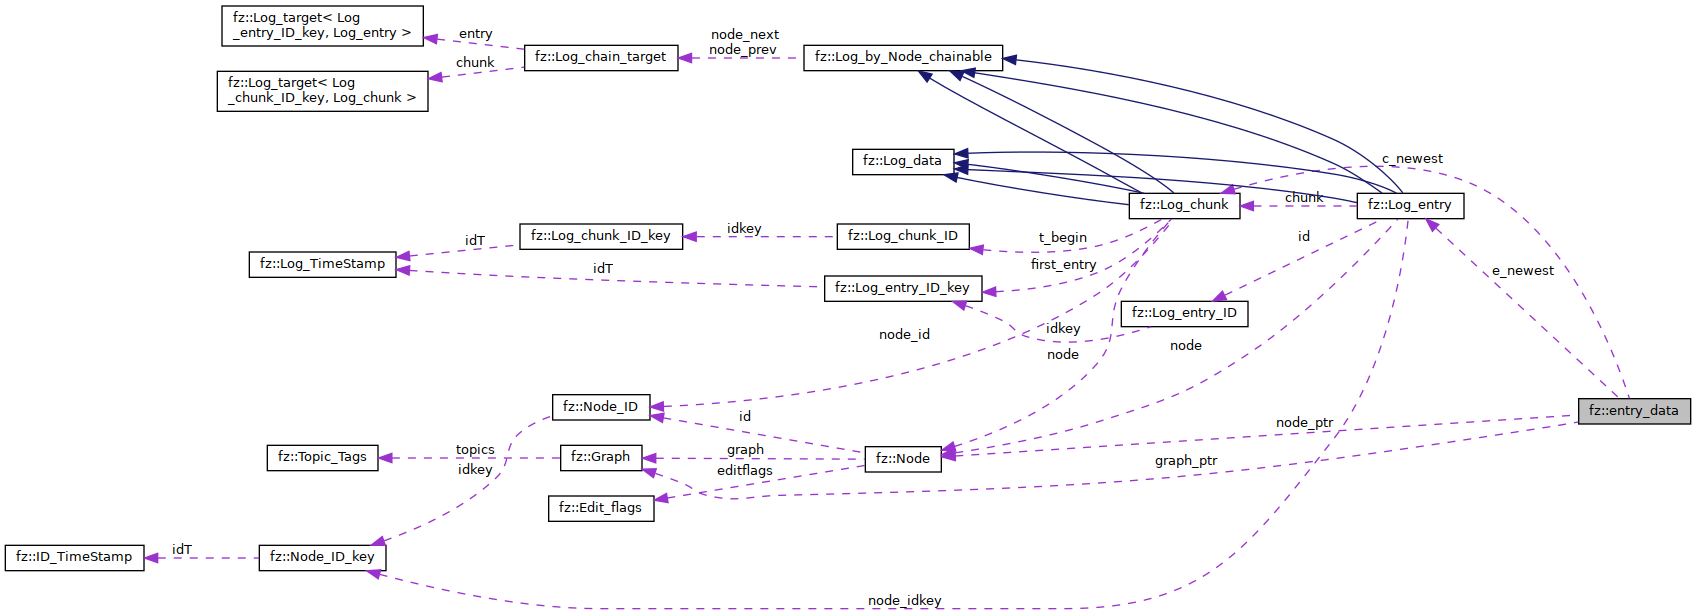 fz::Log_target< Log
_entry_ID_key, Log_entry >
entry
node_next
node_prev
fz::Log_chain_target
fz::Log_by_Node_chainable
chunk
fz::Log_target< Log
_chunk_ID_key, Log_chunk >
fz::Log_data
c_newest
fz::Log_chunk
chunk
fz::Log_entry
idkey
fz::Log_chunk_ID_key
fz::Log_chunk_ID
t_begin
id
idT
fz::Log_TimeStamp
idT
first_entry
e_newest
fz::Log_entry_ID_key
fz::Log_entry_ID
node_id
idkey
node
node
fz::Node_ID
fz::entry_data
id
node_ptr
topics
graph
fz::Topic_Tags
fz::Graph
fz::Node
idkey
editflags
graph_ptr
fz::Edit_flags
idT
fz::ID_TimeStamp
fz::Node_ID_key
node_idkey